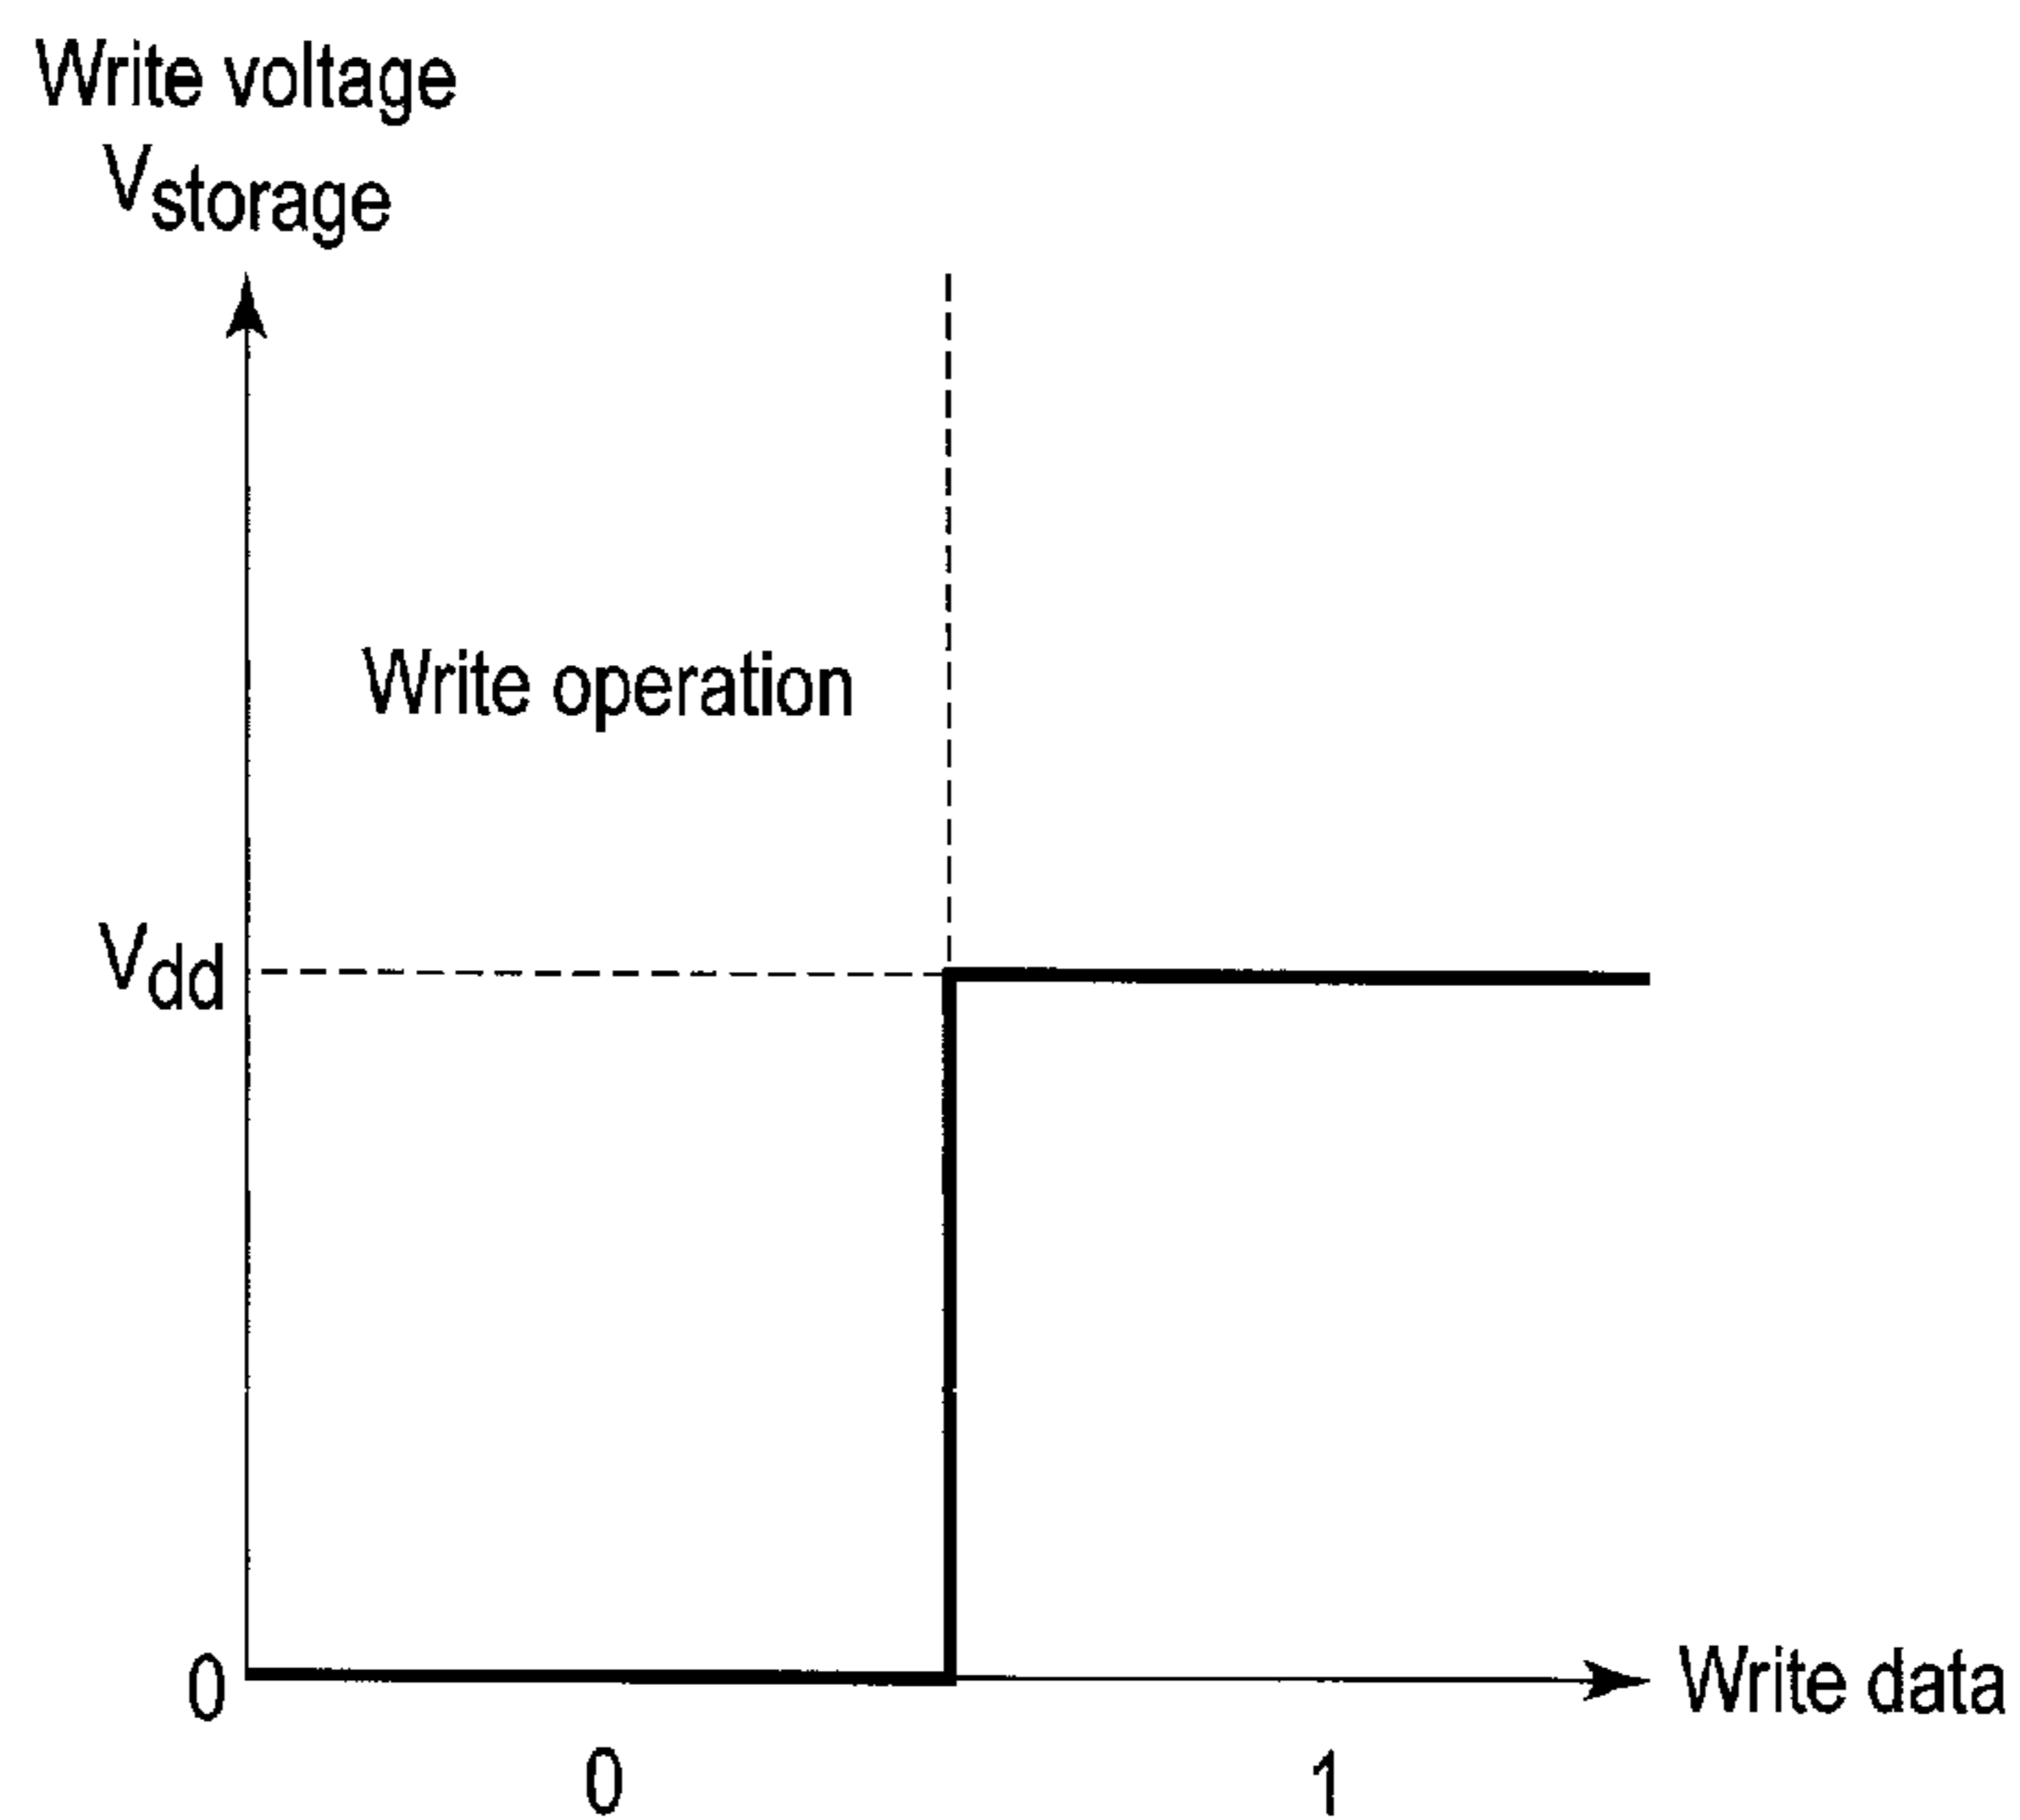 Write voltage
Vstorage
Write operation
Vdd
0
Write data
0
1